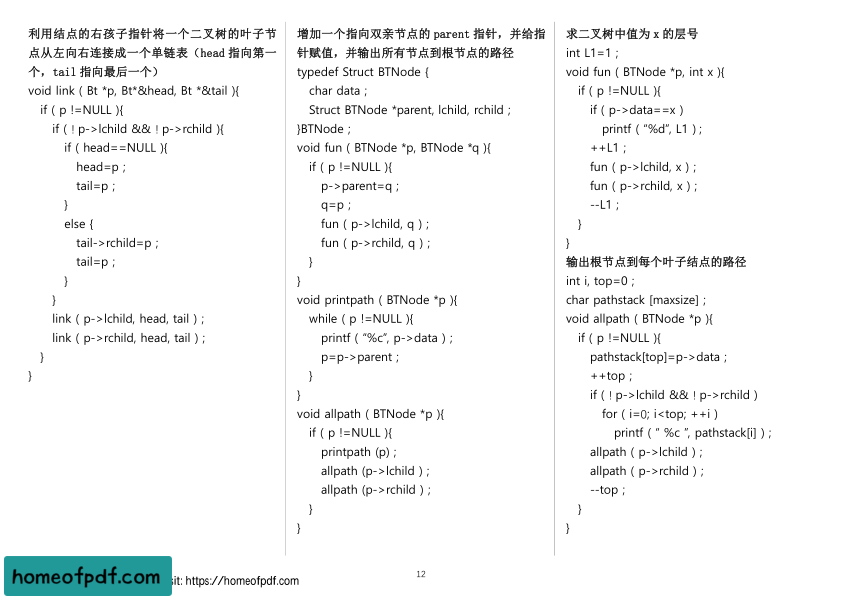 利用结点的右孩子指针将一个二叉树的叶子节
点从左向右连接成一个单链表（head 指向第一
个，tail 指向最后一个）
void link ( Bt *p, Bt*&head, Bt *&tail ){
if ( p !=NULL ){
if ( ! p->lchild && ! p->rchild ){
if ( head==NULL ){
head=p ;
tail=p ;
}
else {
tail->rchild=p ;
tail=p ;
}
}
link ( p->lchild, head, tail ) ;
link ( p->rchild, head, tail ) ;
}
}
增加一个指向双亲节点的 parent 指针，并给指
针赋值，并输出所有节点到根节点的路径
typedef Struct BTNode {
char data ;
Struct BTNode *parent, lchild, rchild ;
}BTNode ;
void fun ( BTNode *p, BTNode *q ){
if ( p !=NULL ){
p->parent=q ;
q=p ;
fun ( p->lchild, q ) ;
fun ( p->rchild, q ) ;
}
}
void printpath ( BTNode *p ){
while ( p !=NULL ){
printf ( “%c”, p->data ) ;
p=p->parent ;
}
}
void allpath ( BTNode *p ){
if ( p !=NULL ){
printpath (p) ;
allpath (p->lchild ) ;
allpath (p->rchild ) ;
}
}
求二叉树中值为 x 的层号
int L1=1 ;
void fun ( BTNode *p, int x ){
if ( p !=NULL ){
if ( p->data==x )
printf ( “%d”, L1 ) ;
++L1 ;
fun ( p->lchild, x ) ;
fun ( p->rchild, x ) ;
--L1 ;
}
}
输出根节点到每个叶子结点的路径
int i, top=0 ;
char pathstack [maxsize] ;
void allpath ( BTNode *p ){
if ( p !=NULL ){
pathstack[top]=p->data ;
++top ;
if ( ! p->lchild && ! p->rchild )
for ( i=0; i<top; ++i )
printf ( “ %c ”, pathstack[i] ) ;
allpath ( p->lchild ) ;
allpath ( p->rchild ) ;
--top ;
}
}
12
homeofpdf.com
sit: https://homeofpdf.com